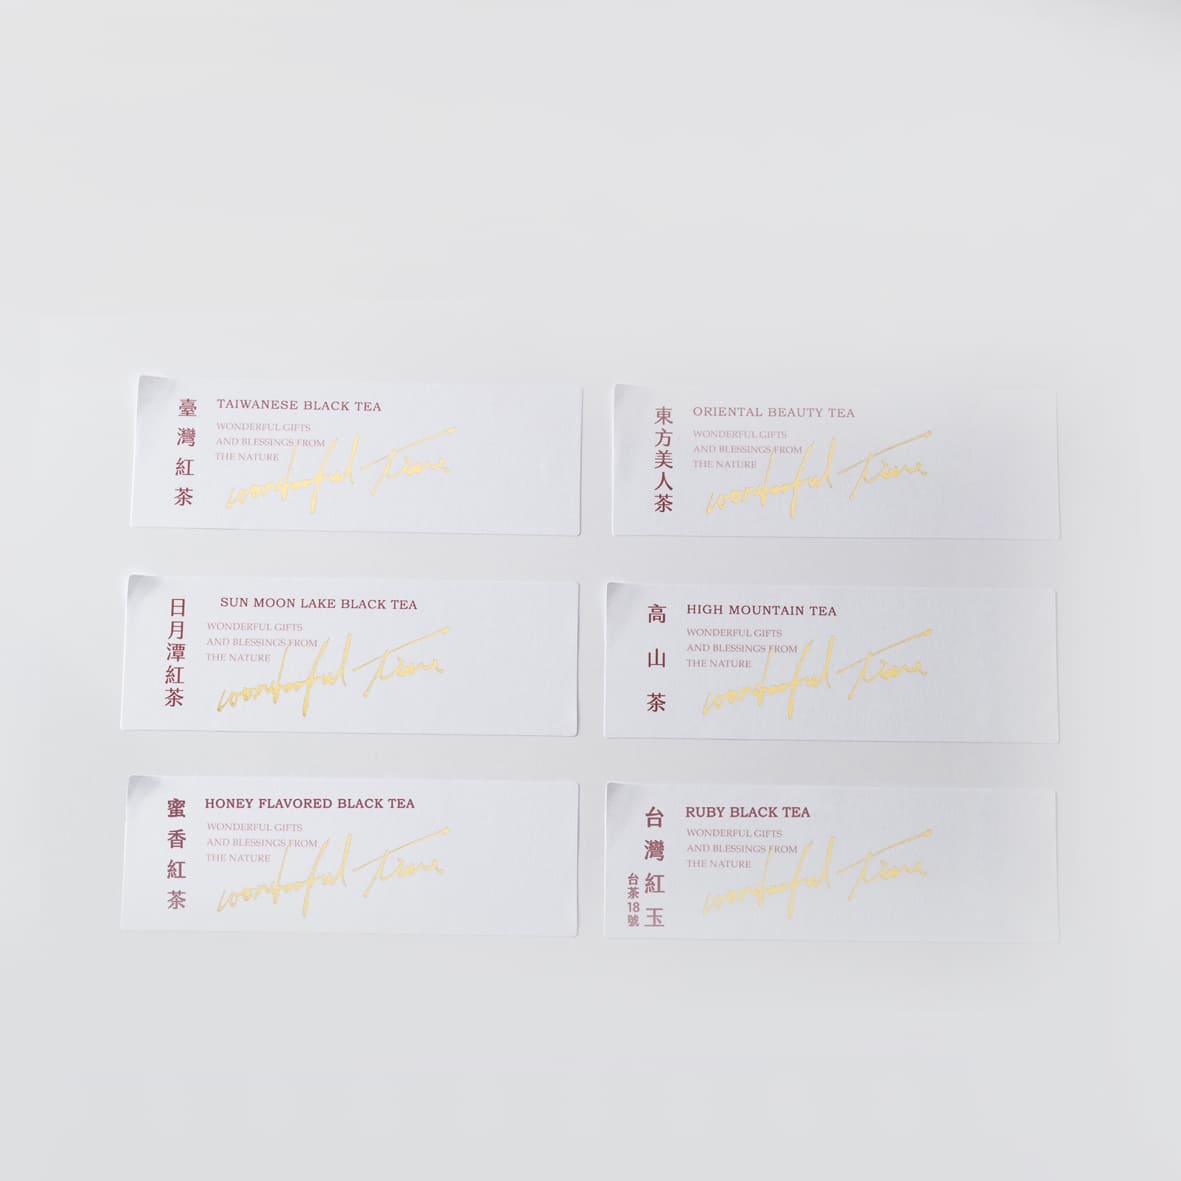 臺灣紅茶
TAIWANESE BLACK TEA
WONDERFUL GIFTS
AND BLESSINGS FROM
THE NATURE
wonderful time
東方美人茶
ORIENTAL BEAUTY TEA
WONDERFUL GIFTS
AND BLESSINGS FROM
THE NATURE
wonderful time
日月潭紅茶
SUN MOON LAKE BLACK TEA
WONDERFUL GIFTS
AND BLESSINGS FROM
THE NATURE
wonderful time
高山茶
HIGH MOUNTAIN TEA
WONDERFUL GIFTS
AND BLESSINGS FROM
THE NATURE
wonderful time
蜜香紅茶
HONEY FLAVORED BLACK TEA
WONDERFUL GIFTS
AND BLESSINGS FROM
THE NATURE
wonderful time
台灣紅玉
台茶18號
RUBY BLACK TEA
WONDERFUL GIFTS
AND BLESSINGS FROM
THE NATURE
wonderful time